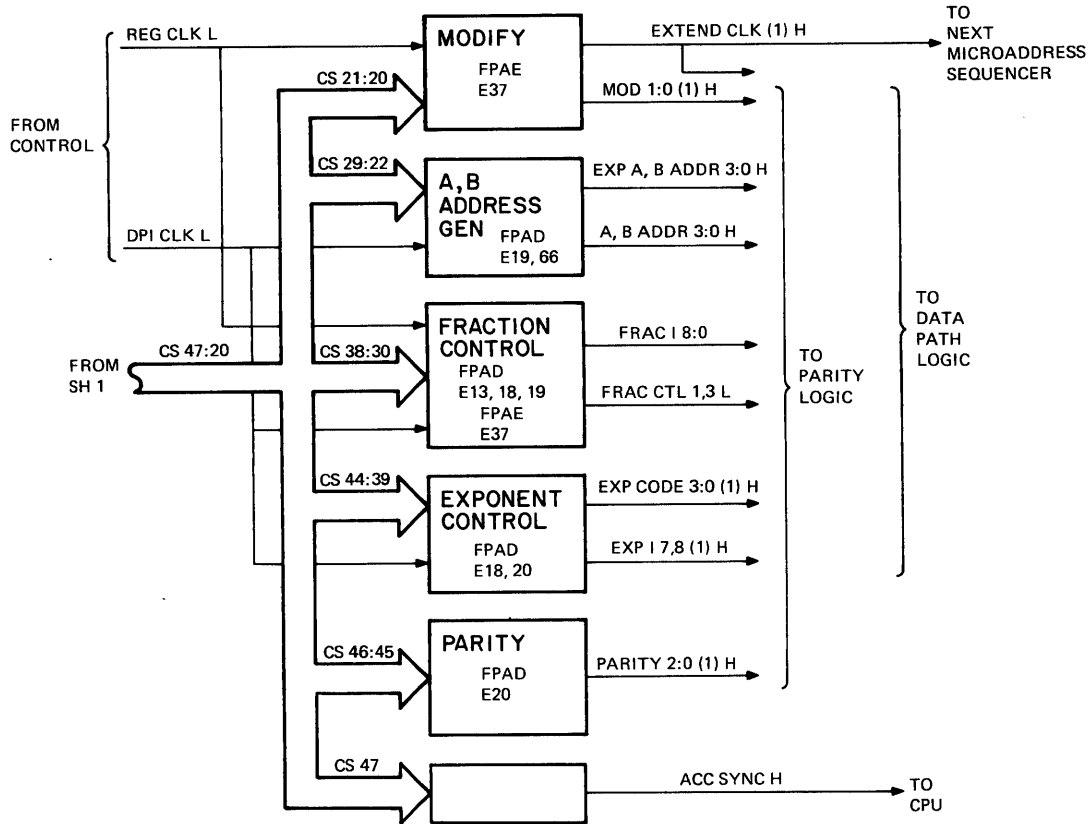 TO
NEXT
MICROADDRESS
SEQUENCER
REG CLK L
MODIFY
FPAE
E37
EXTEND CLK (1) H
CS 21:20
MOD 1:0 (1) H
FROM
CONTROL
CS 29:22
A, B
ADDRESS
GEN
FPAD
E19, 66
EXP A, B ADDR 3:0 H
DPI CLK L
A, B ADDR 3:0 H
FRACTION
CONTROL
FPAD
E13, 18, 19
FPAE
E37
FRAC I 8:0
TO
DATA
PATH
LOGIC
FROM
SH 1
CS 47:20
CS 38:30
TO
PARITY
LOGIC
FRAC CTL 1,3 L
CS 44:39
EXPONENT
CONTROL
FPAD
E18, 20
EXP CODE 3:0 (1) H
EXP I 7,8 (1) H
CS 46:45
PARITY
FPAD
E20
PARITY 2:0 (1) H
CS 47
ACC SYNC H
TO
CPU